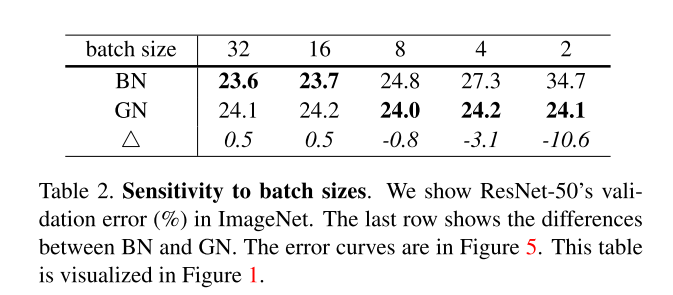 batch size 32 16 8 4 2
BN 23.6 23.7 24.8 27.3 34.7
GN 24.1 24.2 24.0 24.2 24.1
△ 0.5 0.5 -0.8 -3.1 -10.6
Table 2. Sensitivity to batch sizes. We show ResNet-50's vali-
dation error (%) in ImageNet. The last row shows the differences
between BN and GN. The error curves are in Figure 5. This table
is visualized in Figure 1.